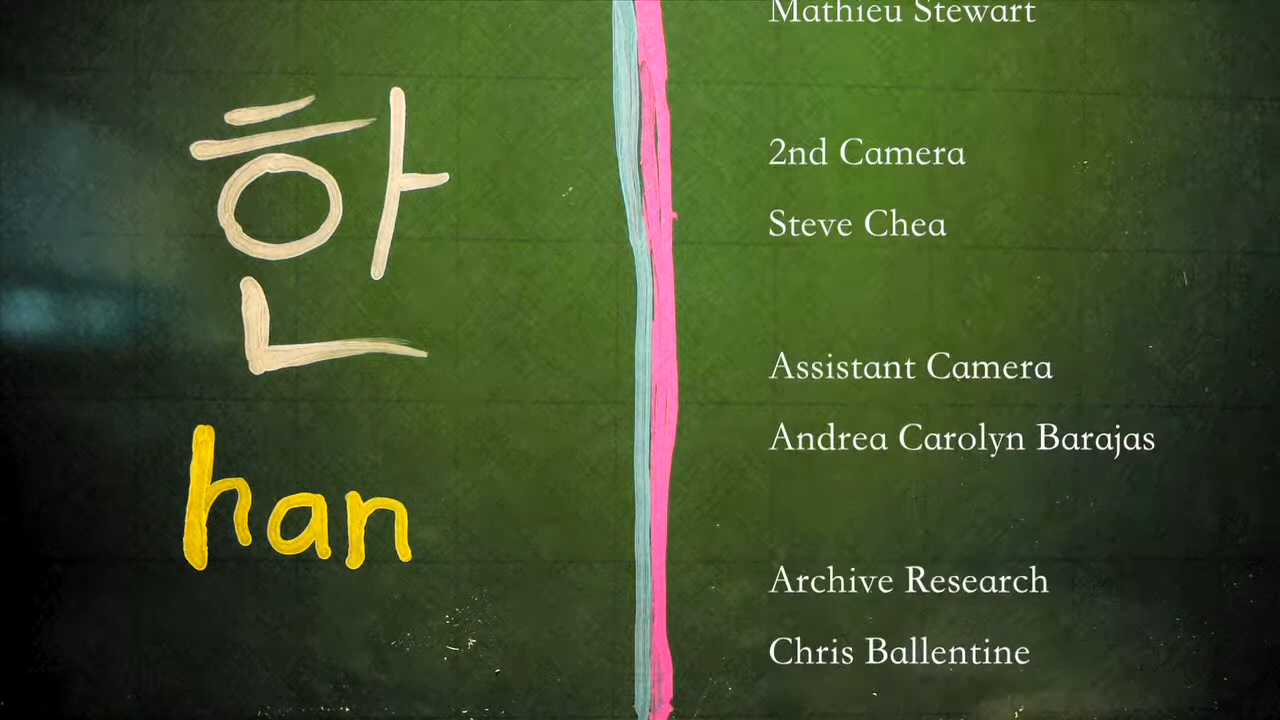 한
han
Mathieu Stewart
2nd Camera
Steve Chea
Assistant Camera
Andrea Carolyn Barajas
Archive Research
Chris Ballentine